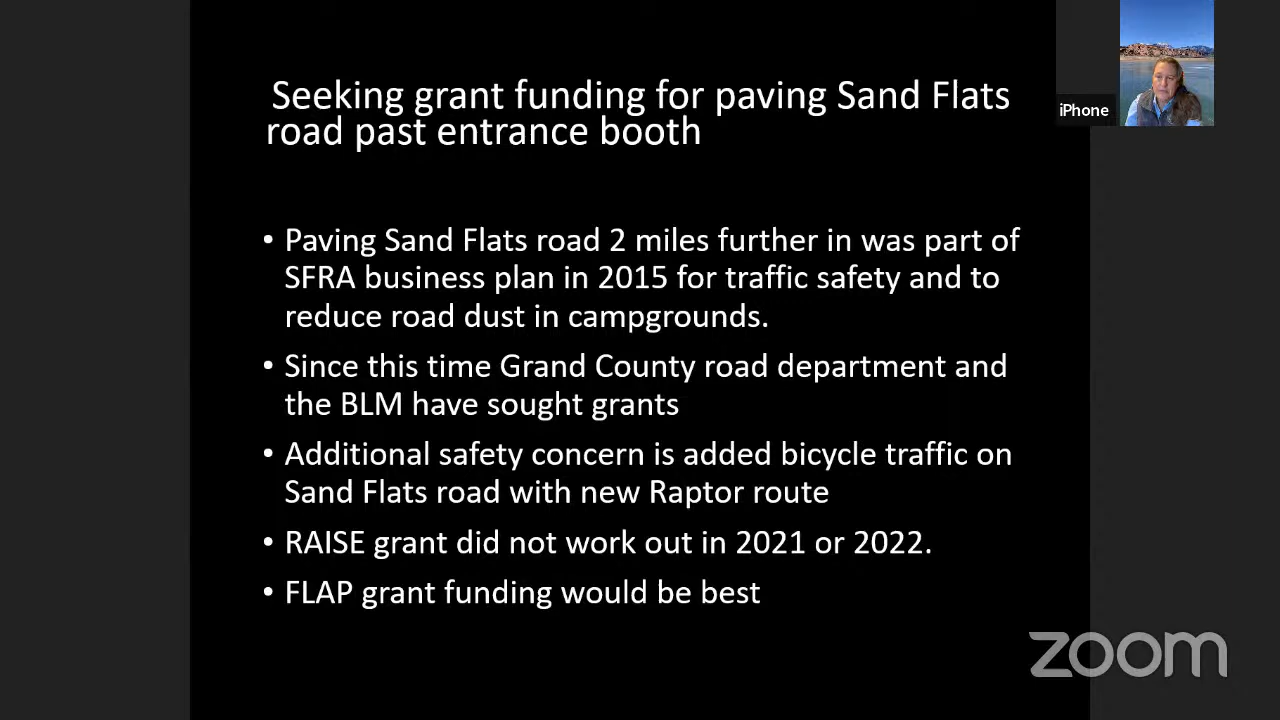 Seeking grant funding for paving Sand Flats
road past entrance booth
iPhone
• Paving Sand Flats road 2 miles further in was part of
SFRA business plan in 2015 for traffic safety and to
reduce road dust in campgrounds.
• Since this time Grand County road department and
the BLM have sought grants
• Additional safety concern is added bicycle traffic on
Sand Flats road with new Raptor route
• RAISE grant did not work out in 2021 or 2022.
• FLAP grant funding would be best
zoom